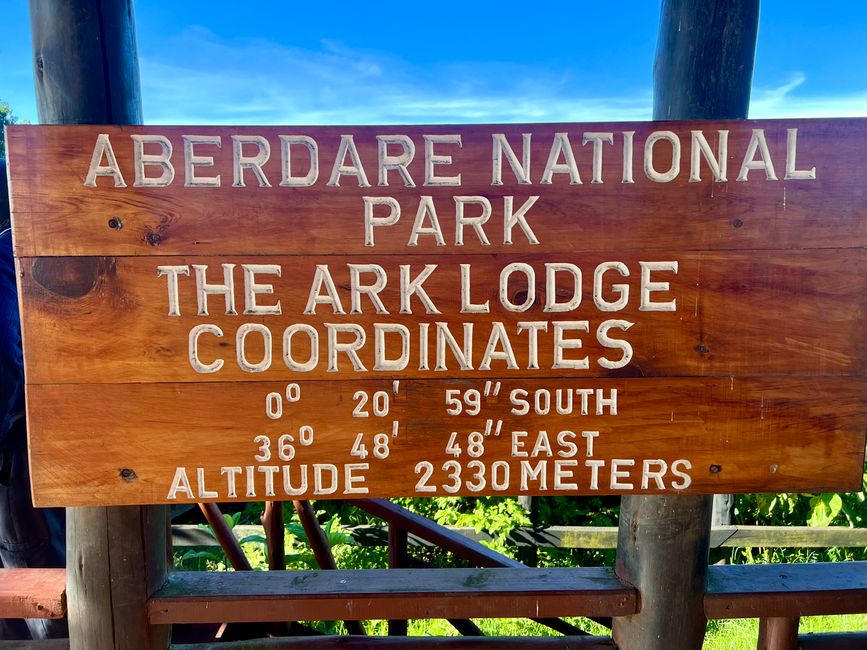 ABERDARE NATIONAL
PARK
THE ARK LODGE
COORDINATES
0° 20' 59" SOUTH
36° 48' 48" EAST
ALTITUDE 2330 METERS